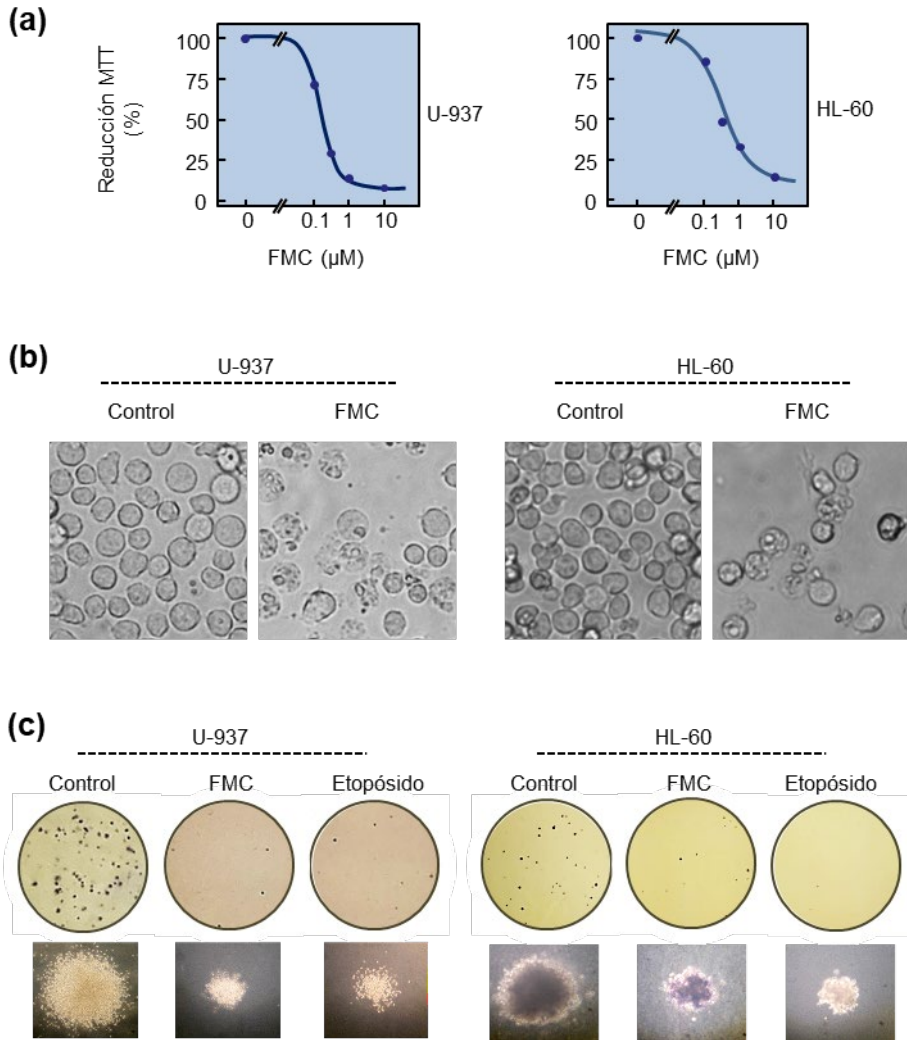 (a)
Reducción MTT
(%)
100
75
50
25
0
0
0.1
1
10
FMC (µM)
U-937
100
75
50
25
0
0
0.1
1
10
FMC (µM)
HL-60
(b)
U-937
HL-60
Control
FMC
Control
FMC
(c)
U-937
HL-60
Control
FMC
Etopósido
Control
FMC
Etopósido